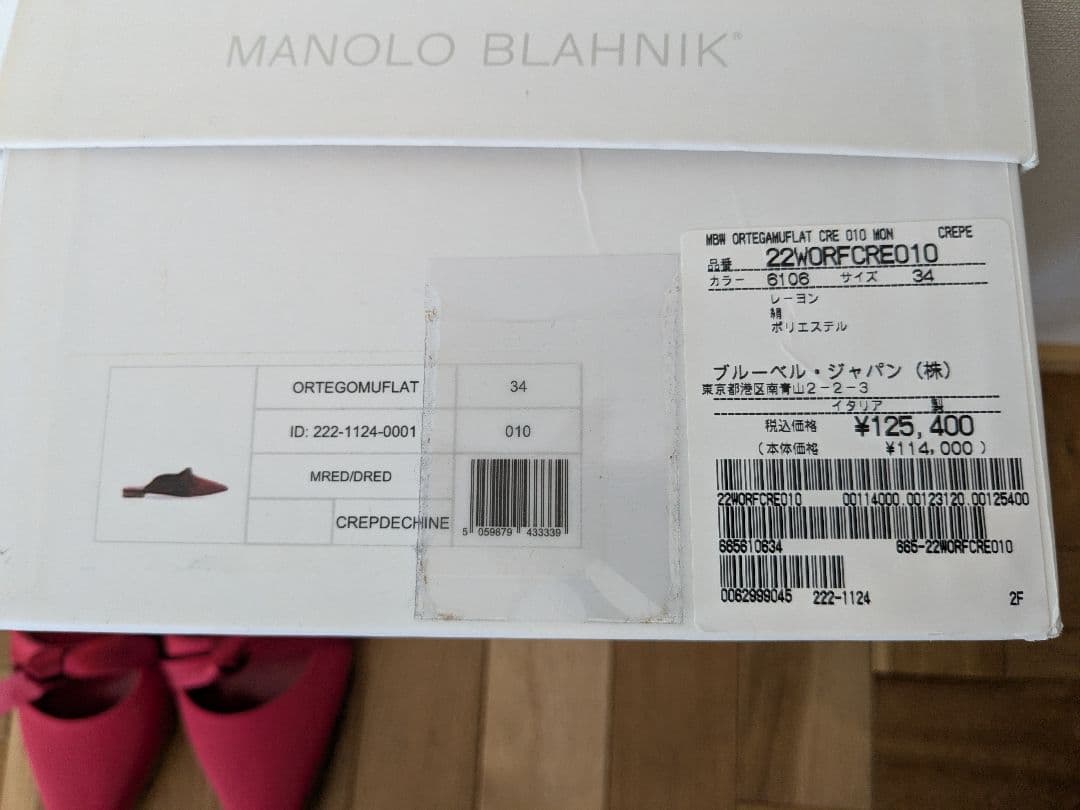 MANOLO BLAHNIK®
ORTEGOMUFLAT 34
ID: 222-1124-0001 010
MRED/DRED
CREPDECHINE
5 059879 433339
MBW ORTEGAMUFLAT CRE 010 MON CREPE
品番 22WORFCRE010
カラー 6106 サイズ 34
レーヨン
絹
ポリエステル
ブルーベル・ジャパン（株）
東京都港区南青山2－2－3
イタリア 製
税込価格 ¥125,400
（本体価格 ¥114,000）
22WORFCRE010 00114000.00123120.00125400
665610634 665-22WORFCRE010
0062999045 222-1124 2F